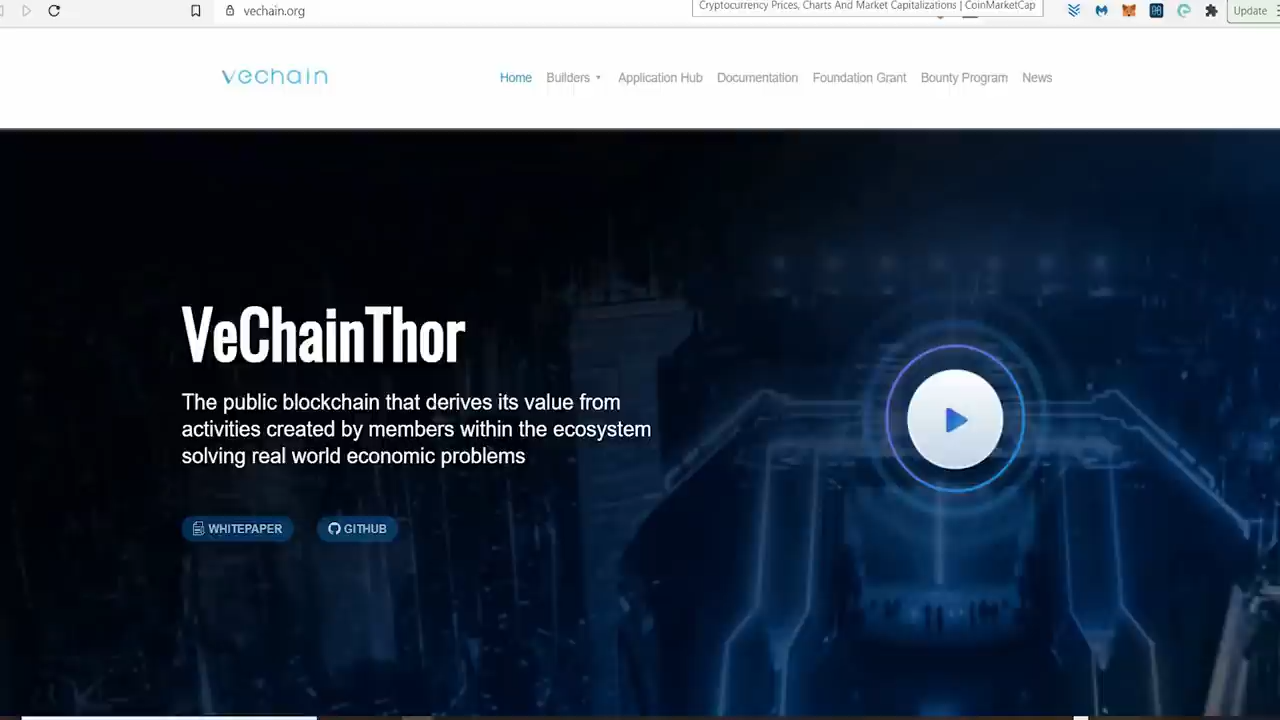 Cryptocurrency Prices, Charts And Market Capitalizations | CoinMarketCap
vechain.org
Update
vechain
Home Builders Application Hub Documentation Foundation Grant Bounty Program News
VeChainThor
The public blockchain that derives its value from
activities created by members within the ecosystem
solving real world economic problems
WHITEPAPER GITHUB